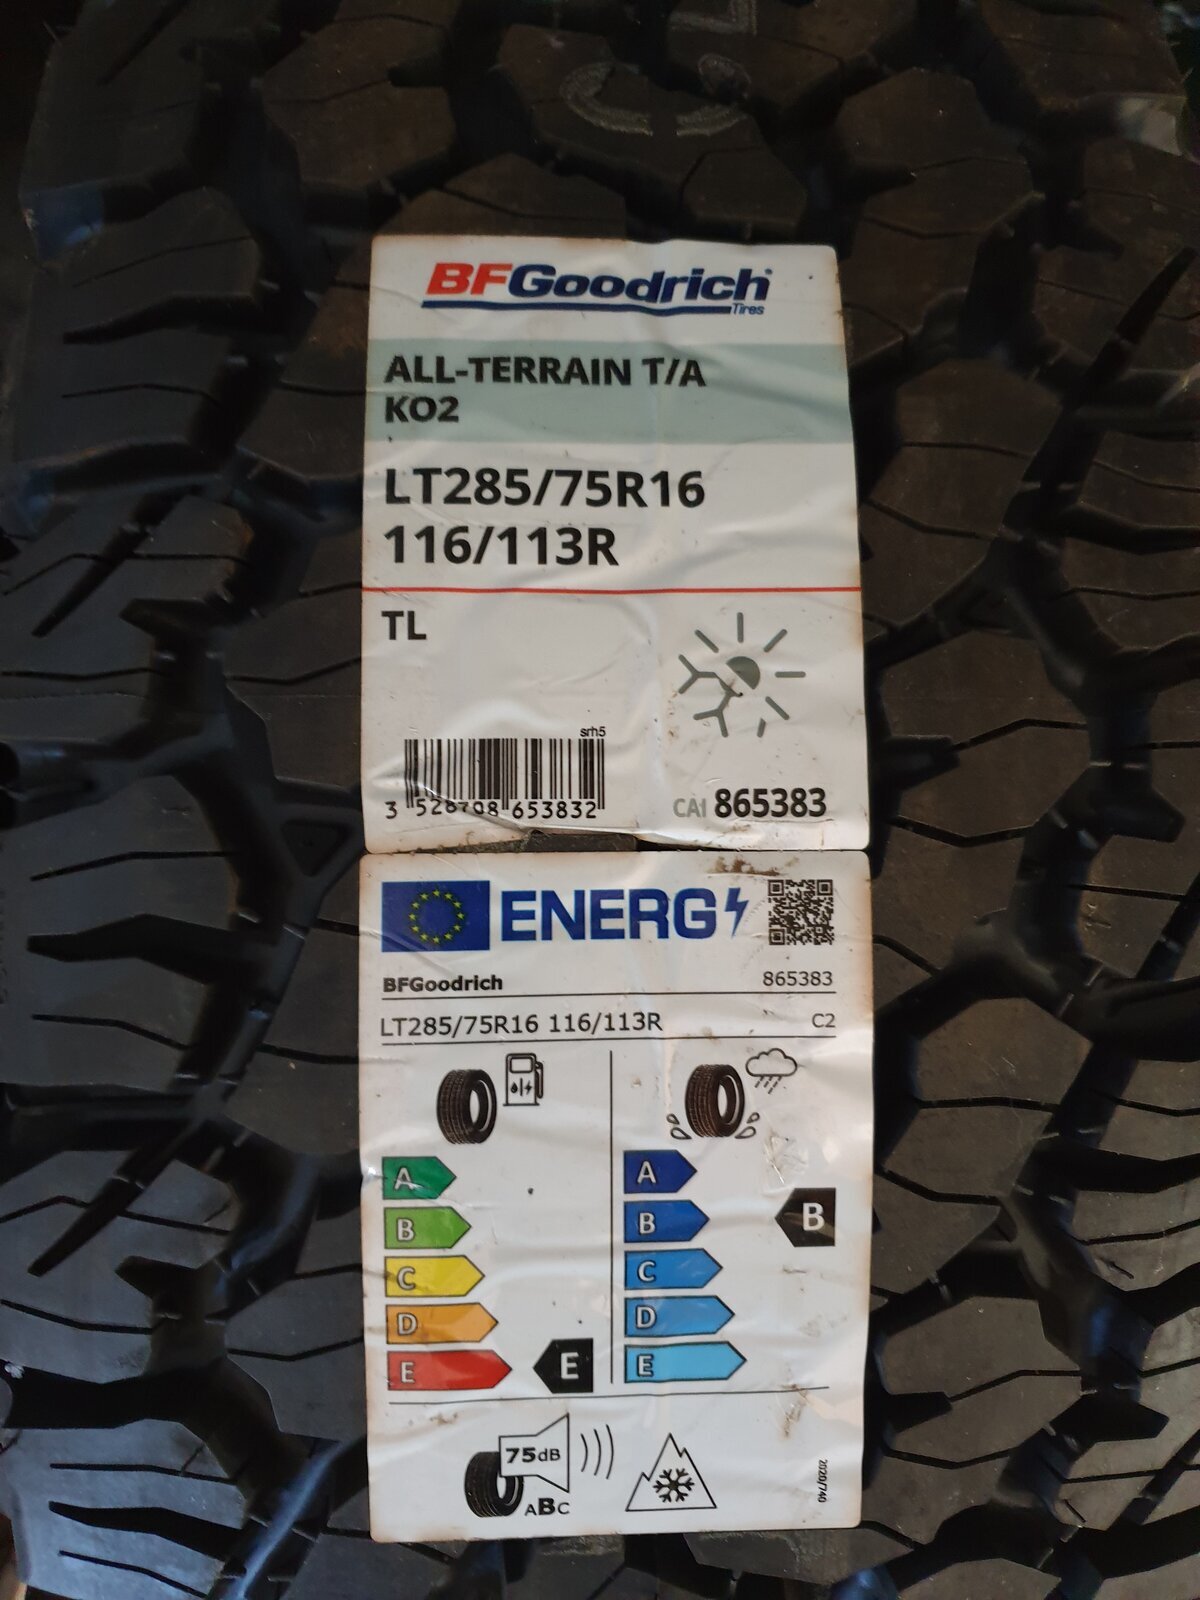 BFGoodrich
Tires
ALL-TERRAIN T/A
KO2
LT285/75R16
116/113R
TL
srh5
3 528708 653832
CAI 865383
ENERG
BFGoodrich 865383
LT285/75R16 116/113R C2
A
B
C
D
E
E
A
B
C
D
E
B
75dB
ABC
2020/740